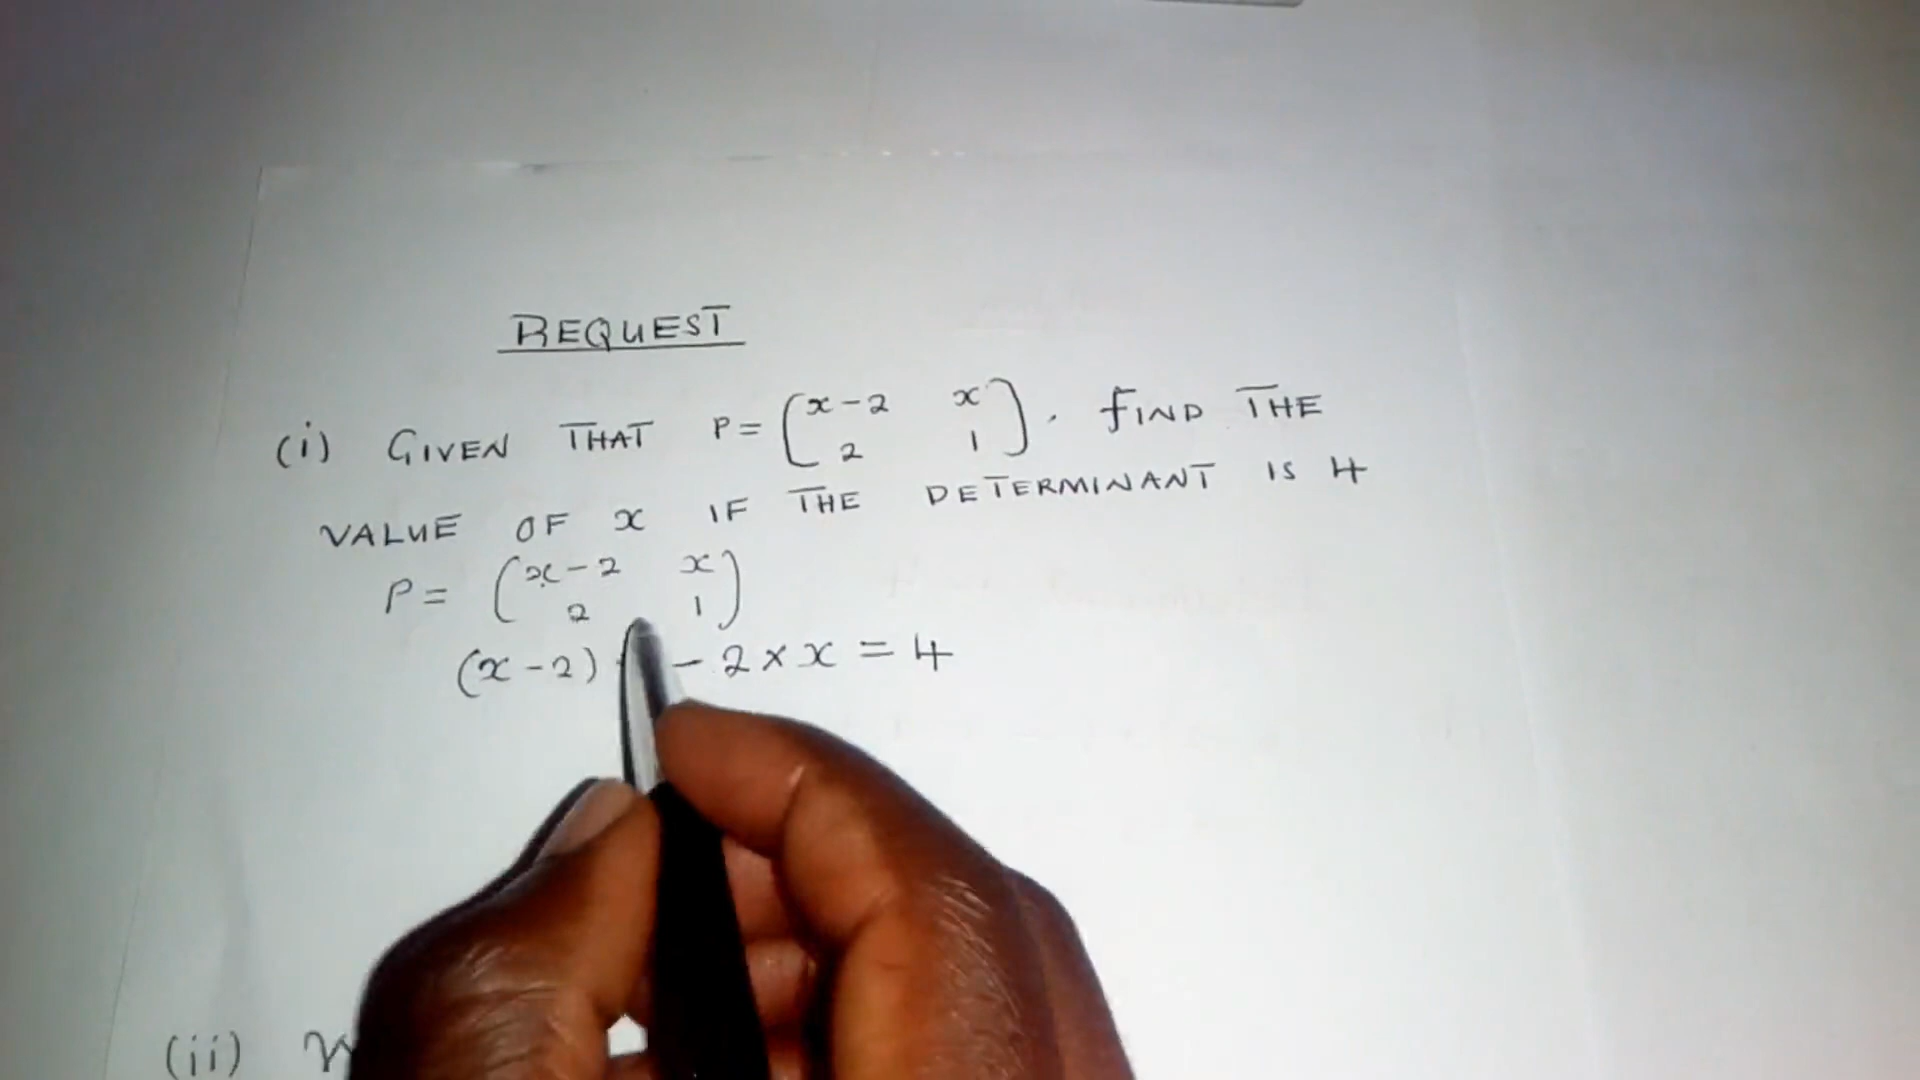 REQUEST
(i) GIVEN THAT P = (x-2 x
2 1). FIND THE
VALUE OF x IF THE DETERMINANT IS 4
P = (x-2 x
2 1)
(x-2) - 2 × x = 4
(ii)